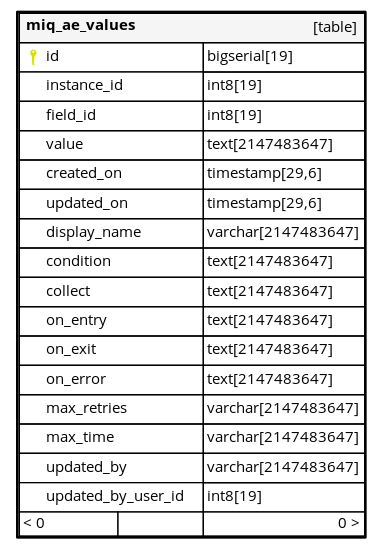 miq_ae_values [table]
id bigserial[19]
instance_id int8[19]
field_id int8[19]
value text[2147483647]
created_on timestamp[29,6]
updated_on timestamp[29,6]
display_name varchar[2147483647]
condition text[2147483647]
collect text[2147483647]
on_entry text[2147483647]
on_exit text[2147483647]
on_error text[2147483647]
max_retries varchar[2147483647]
max_time varchar[2147483647]
updated_by varchar[2147483647]
updated_by_user_id int8[19]
< 0 0 >